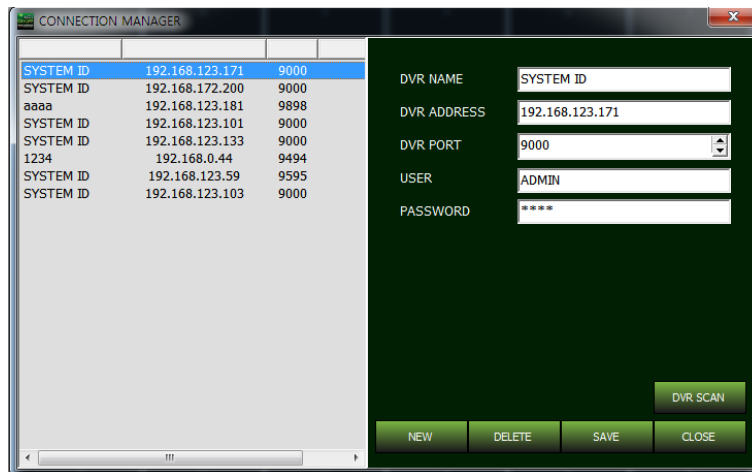 CONNECTION MANAGER
SYSTEM ID 192.168.123.171 9000
SYSTEM ID 192.168.172.200 9000
aaaa 192.168.123.181 9898
SYSTEM ID 192.168.123.101 9000
SYSTEM ID 192.168.123.133 9000
1234 192.168.0.44 9494
SYSTEM ID 192.168.123.59 9595
SYSTEM ID 192.168.123.103 9000
DVR NAME SYSTEM ID
DVR ADDRESS 192.168.123.171
DVR PORT 9000
USER ADMIN
PASSWORD ****
DVR SCAN
NEW DELETE SAVE CLOSE